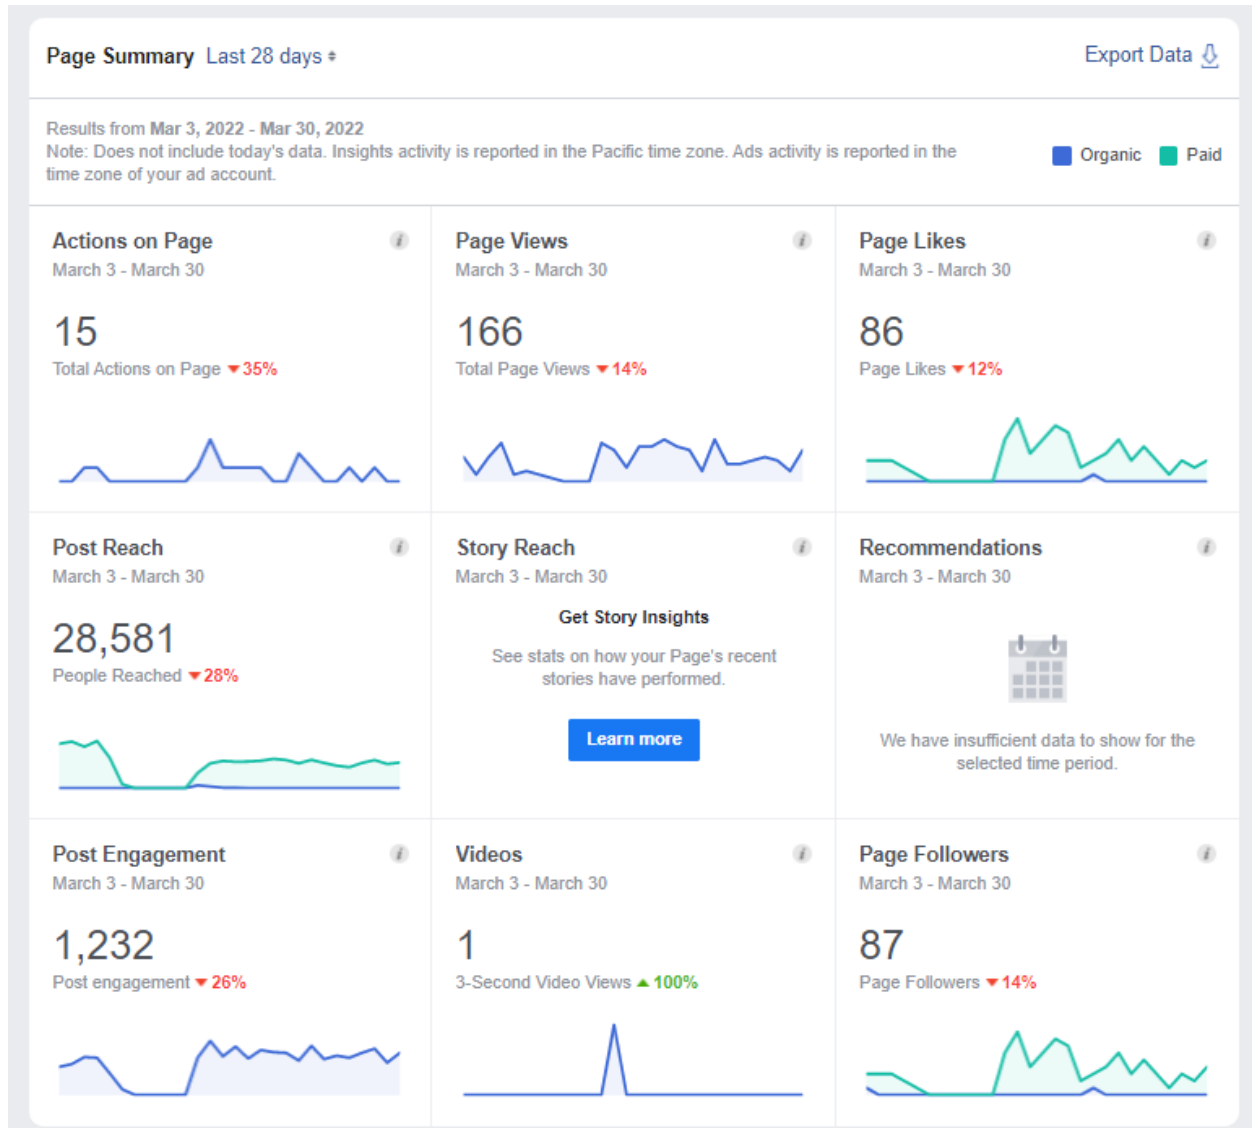 Page Summary Last 28 days
Export Data
Results from Mar 3, 2022 - Mar 30, 2022
Note: Does not include today's data. Insights activity is reported in the Pacific time zone. Ads activity is reported in the
time zone of your ad account.
Organic Paid
Actions on Page
March 3 - March 30
15
Total Actions on Page ▼35%
Page Views
March 3 - March 30
166
Total Page Views ▼14%
Page Likes
March 3 - March 30
86
Page Likes ▼12%
Post Reach
March 3 - March 30
28,581
People Reached ▼28%
Story Reach
March 3 - March 30
Get Story Insights
See stats on how your Page's recent
stories have performed.
Learn more
Recommendations
March 3 - March 30
We have insufficient data to show for the
selected time period.
Post Engagement
March 3 - March 30
1,232
Post engagement ▼26%
Videos
March 3 - March 30
1
3-Second Video Views ▲100%
Page Followers
March 3 - March 30
87
Page Followers ▼14%